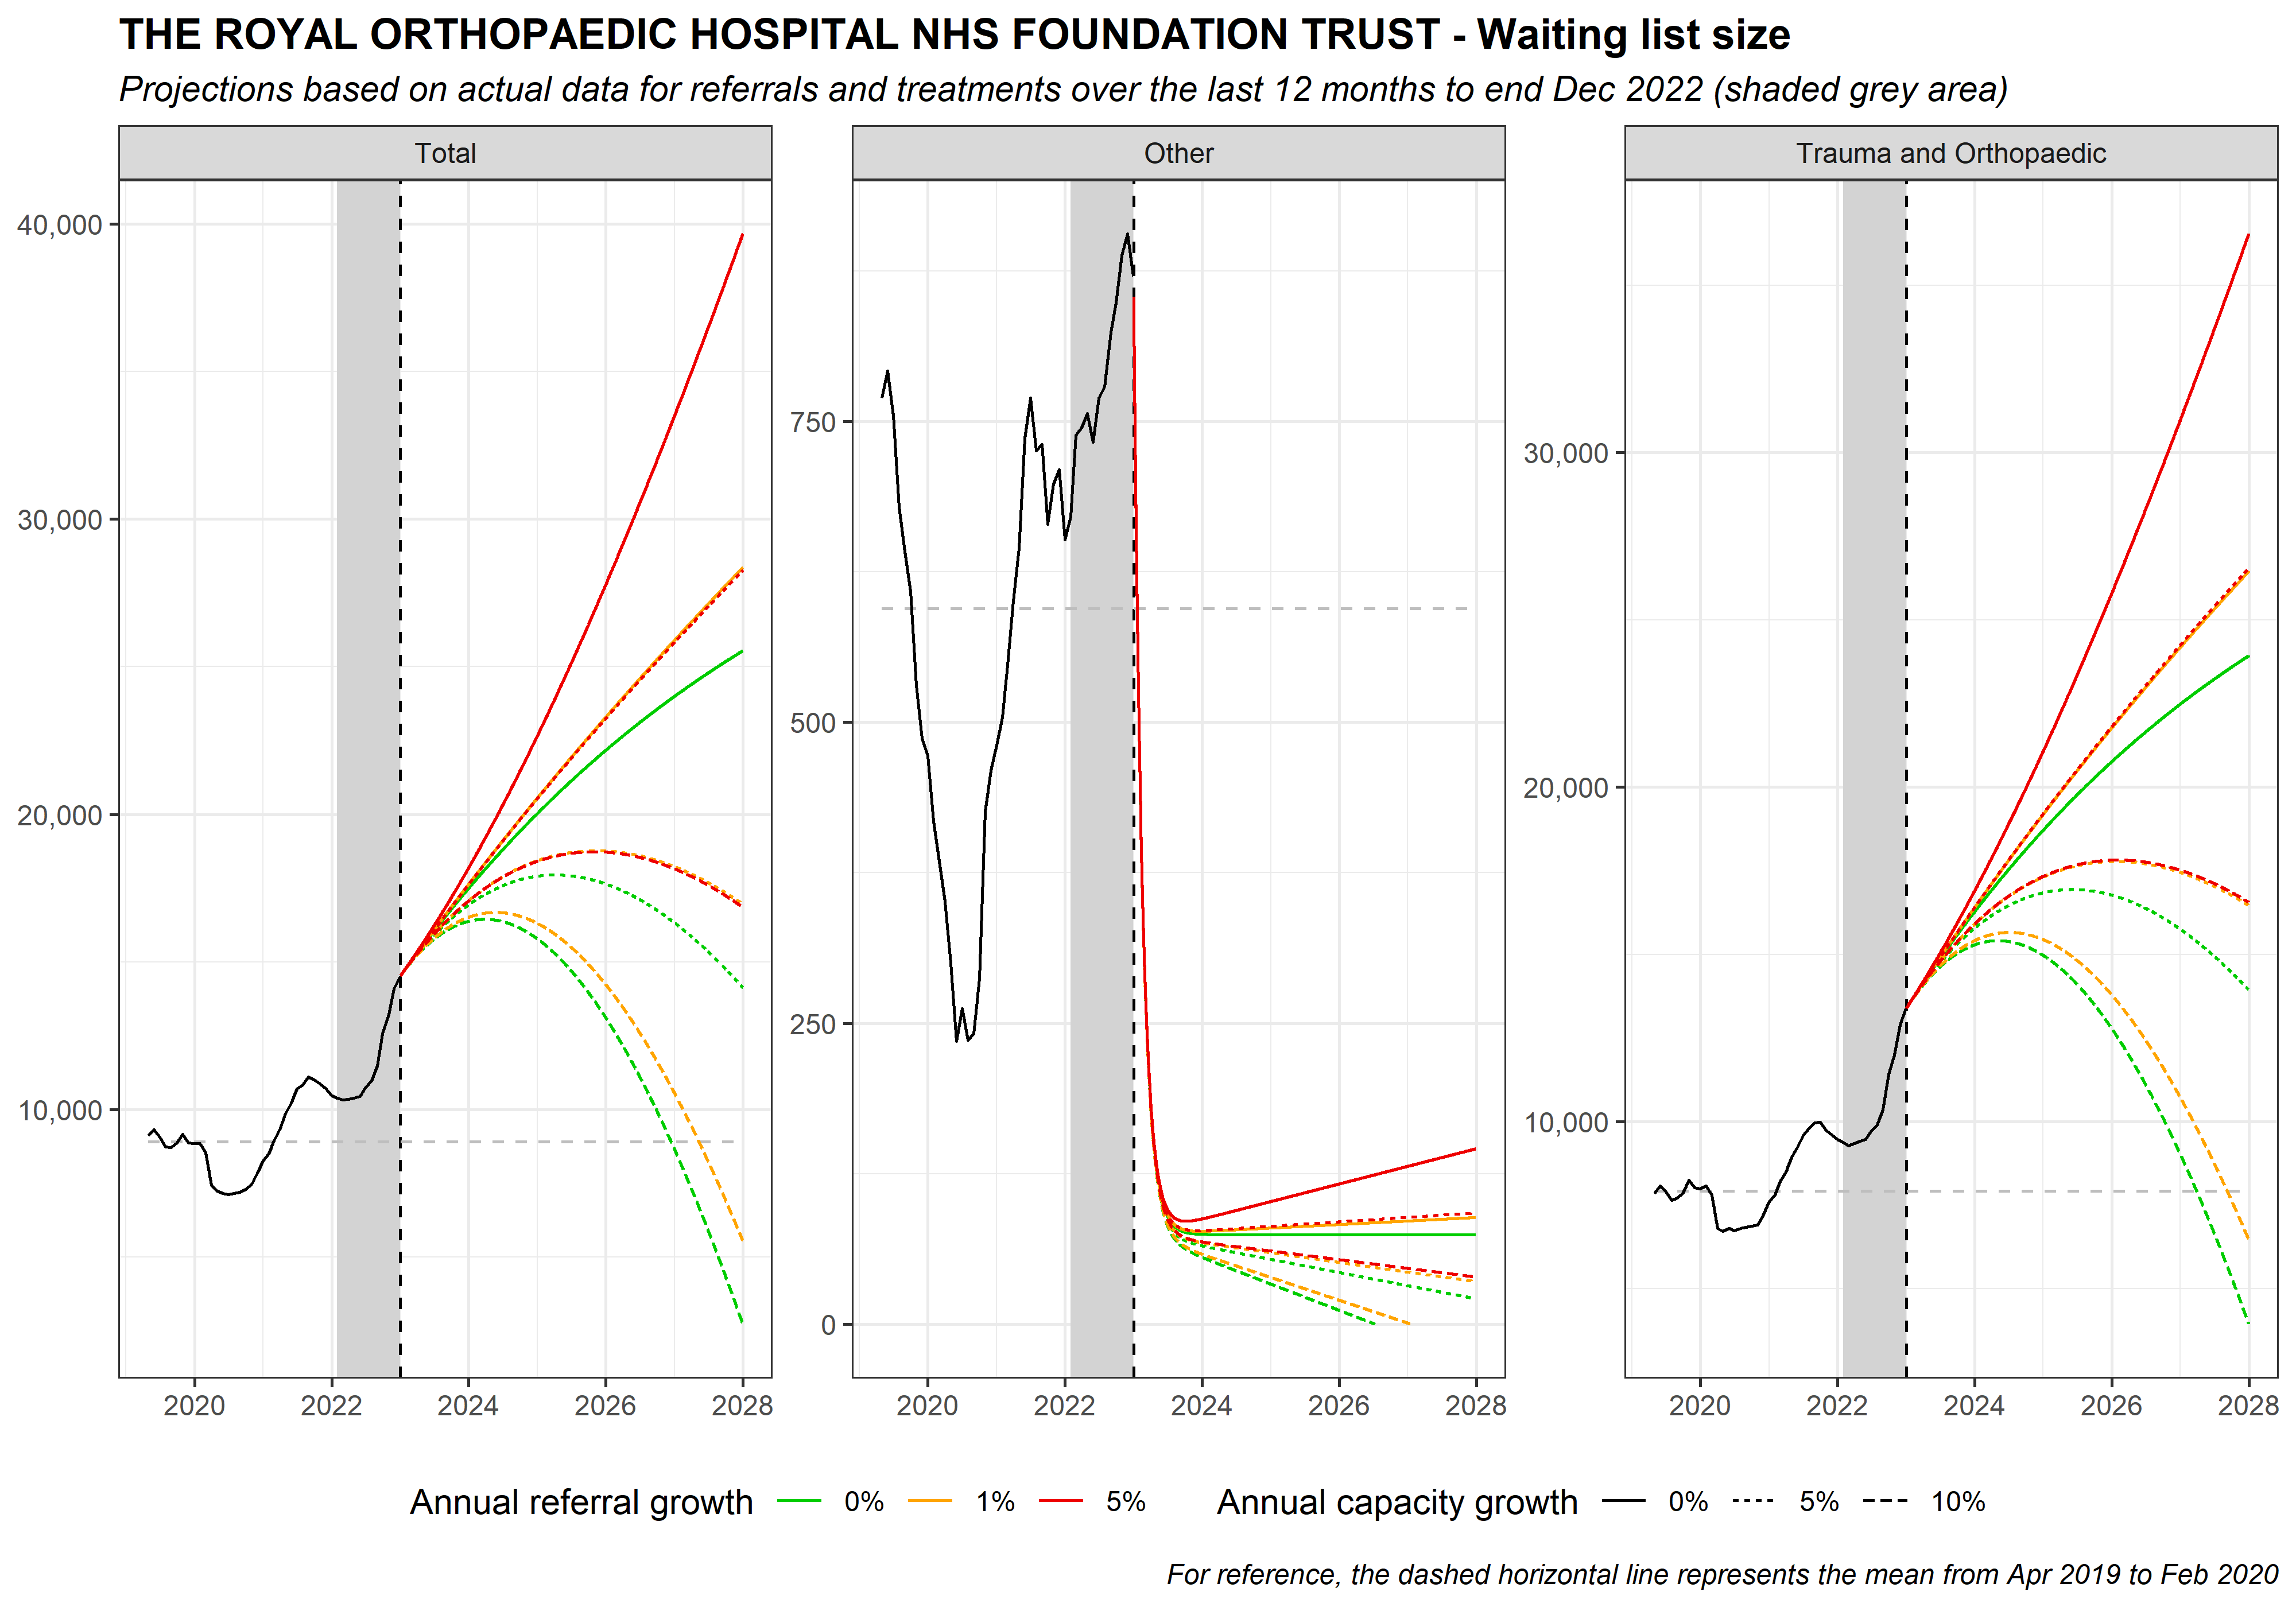 THE ROYAL ORTHOPAEDIC HOSPITAL NHS FOUNDATION TRUST - Waiting list size
Projections based on actual data for referrals and treatments over the last 12 months to end Dec 2022 (shaded grey area)
Total
40,000
30,000
20,000
10,000
2020 2022 2024 2026 2028
Other
750
500
250
0
2020 2022 2024 2026 2028
Trauma and Orthopaedic
30,000
20,000
10,000
2020 2022 2024 2026 2028
Annual referral growth 0% 1% 5% Annual capacity growth 0% 5% 10%
For reference, the dashed horizontal line represents the mean from Apr 2019 to Feb 2020